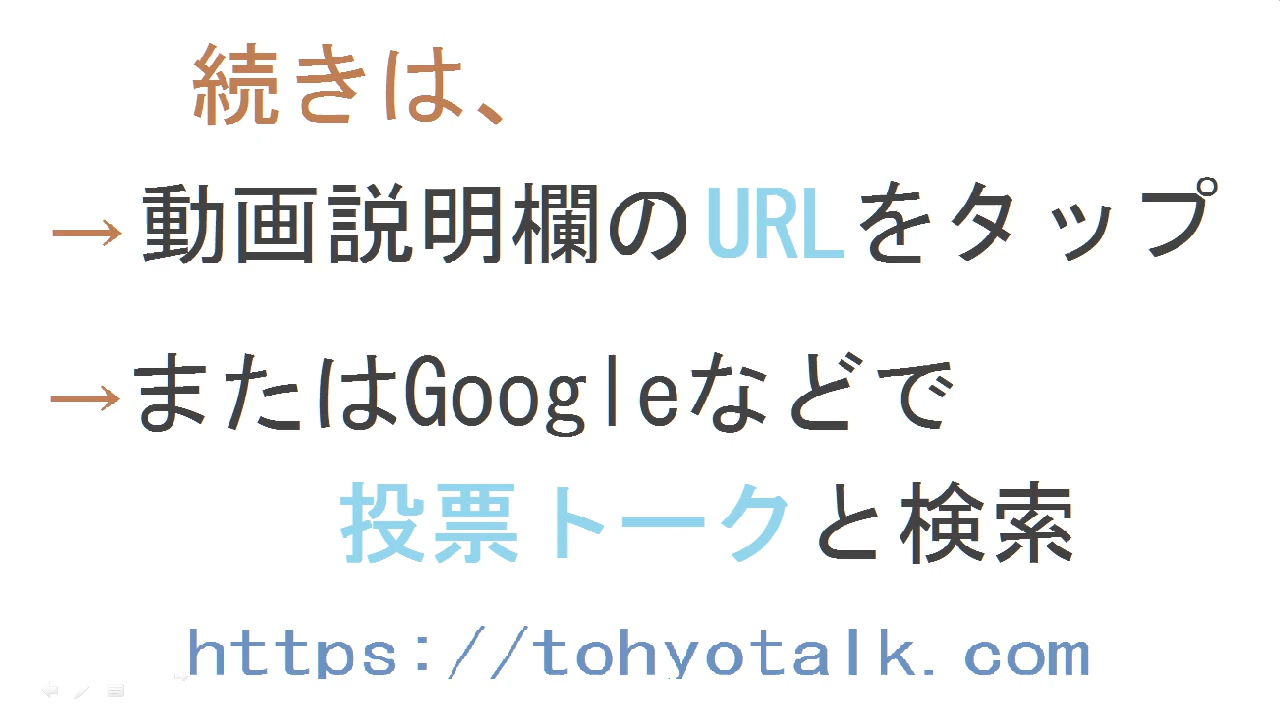 続きは、
→動画説明欄のURLをタップ
→またはGoogleなどで
投票トークと検索
https://tohyotalk.com